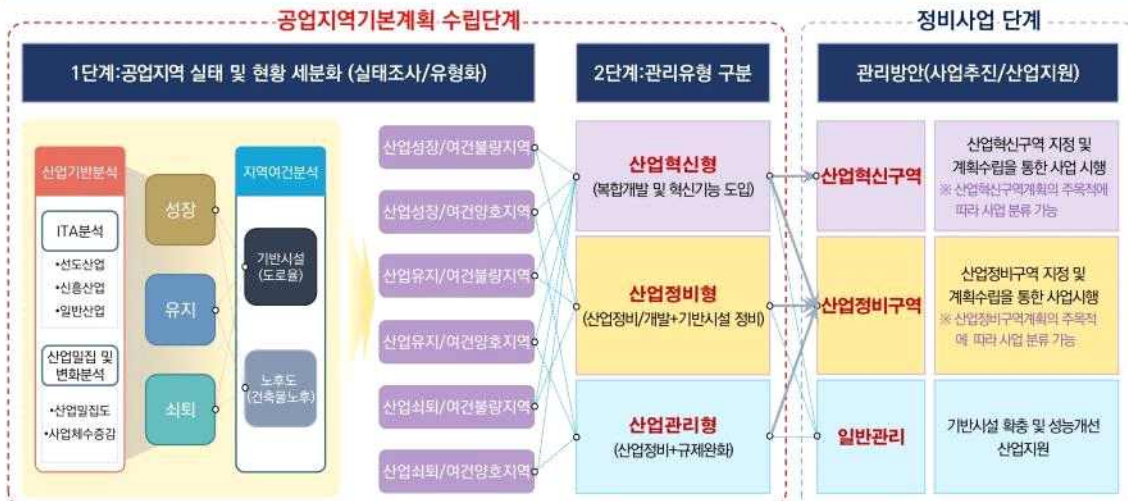 공업지역기본계획 수립단계
정비사업 단계
1단계:공업지역 실태 및 현황 세분화 (실태조사/유형화)
2단계:관리유형 구분
관리방안(사업추진/산업지원)
산업기반분석
ITA분석
•선도산업
•신흥산업
•일반산업
산업밀집 및
변화분석
•산업밀집도
•사업체수증감
성장
유지
쇠퇴
지역여건분석
기반시설
(도로율)
노후도
(건축물노후)
산업성장/여건불량지역
산업성장/여건양호지역
산업유지/여건불량지역
산업유지/여건양호지역
산업쇠퇴/여건불량지역
산업쇠퇴/여건양호지역
산업혁신형
(복합개발 및 혁신기능 도입)
산업정비형
(산업정비/개발+기반시설 정비)
산업관리형
(산업정비+규제완화)
산업혁신구역
산업혁신구역 지정 및
계획수립을 통한 사업 시행
※ 산업혁신구역계획의 주목적에
따라 사업 분류 가능
산업정비구역
산업정비구역 지정 및
계획수립을 통한 사업시행
※ 산업정비구역계획의 주목적
에 따라 사업 분류 가능
일반관리
기반시설 확충 및 성능개선
산업지원